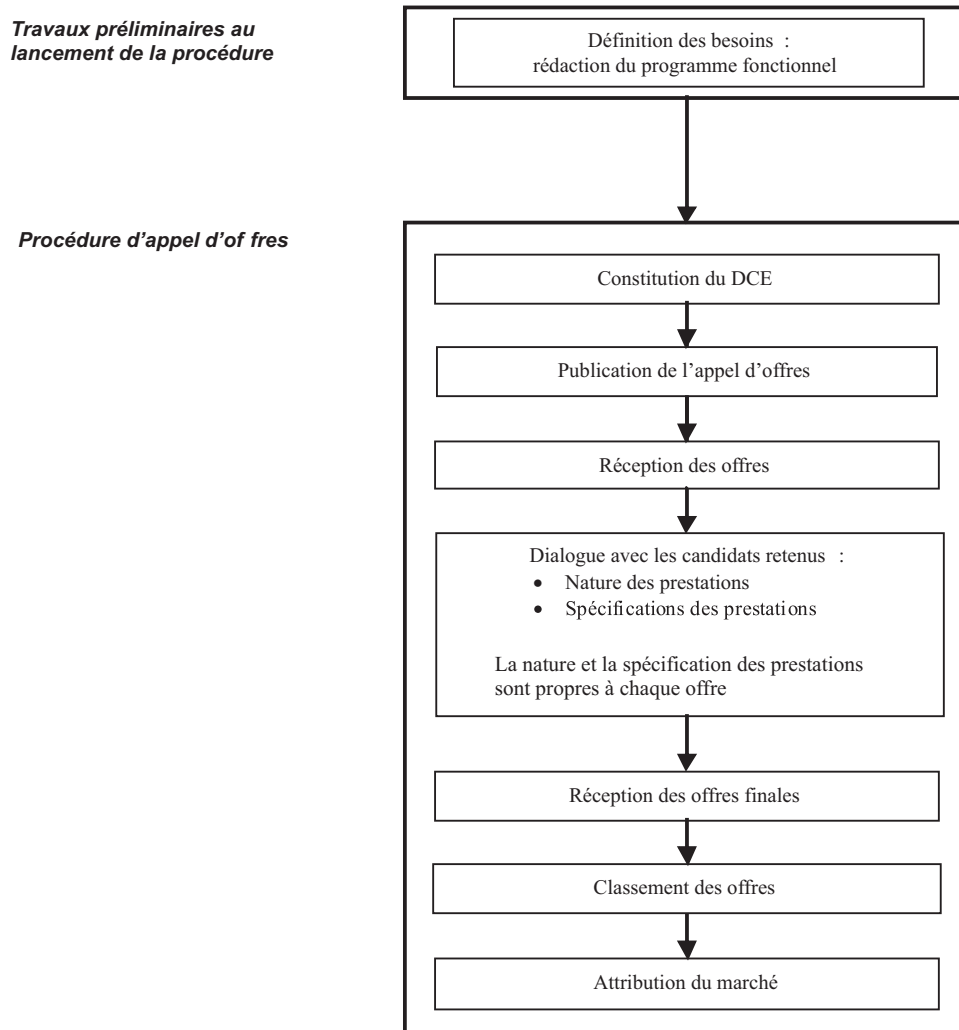 Travaux préliminaires au
lancement de la procédure
Définition des besoins :
rédaction du programme fonctionnel
Procédure d’appel d’of fres
Constitution du DCE
Publication de l’appel d’offres
Réception des offres
Dialogue avec les candidats retenus :
• Nature des prestations
• Spécifications des prestations
La nature et la spécification des prestations
sont propres à chaque offre
Réception des offres finales
Classement des offres
Attribution du marché